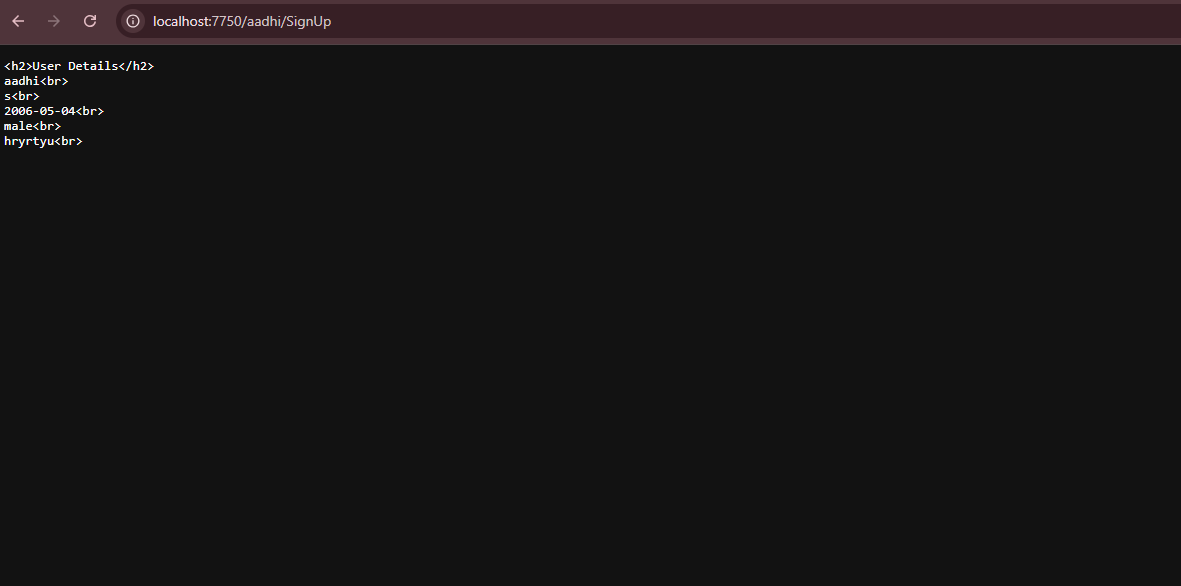 localhost:7750/aadhi/SignUp
<h2>User Details</h2>
aadhi<br>
s<br>
2006-05-04<br>
male<br>
hryrtyu<br>